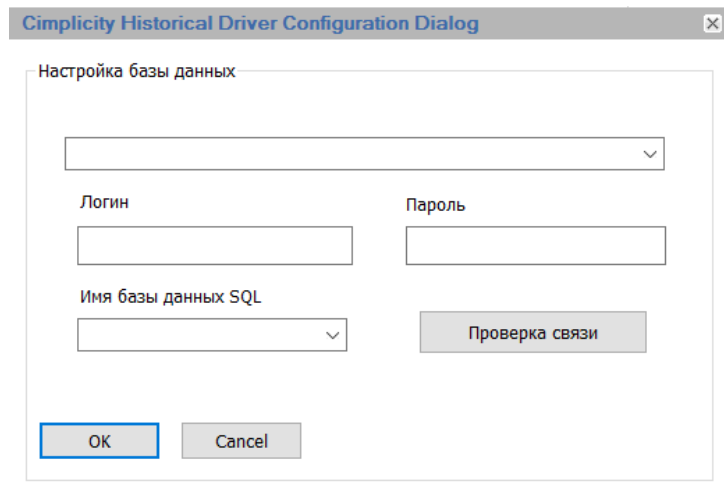 Cimplicity Historical Driver Configuration Dialog
Настройка базы данных
Логин
Пароль
Имя базы данных SQL
Проверка связи
OK
Cancel